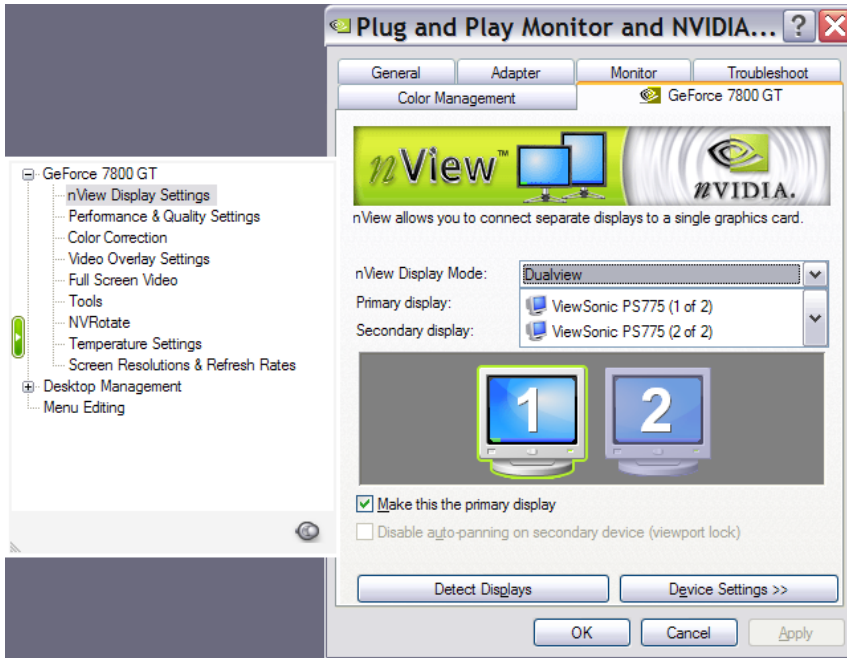 Plug and Play Monitor and NVIDIA...
General Adapter Monitor Troubleshoot
Color Management GeForce 7800 GT
nView™
NVIDIA.
nView allows you to connect separate displays to a single graphics card.
GeForce 7800 GT
nView Display Settings
Performance & Quality Settings
Color Correction
Video Overlay Settings
Full Screen Video
Tools
NVRotate
Temperature Settings
Screen Resolutions & Refresh Rates
Desktop Management
Menu Editing
nView Display Mode: Dualview
Primary display: ViewSonic PS775 (1 of 2)
Secondary display: ViewSonic PS775 (2 of 2)
1 2
Make this the primary display
Disable auto-panning on secondary device (viewport lock)
Detect Displays Device Settings >>
OK Cancel Apply